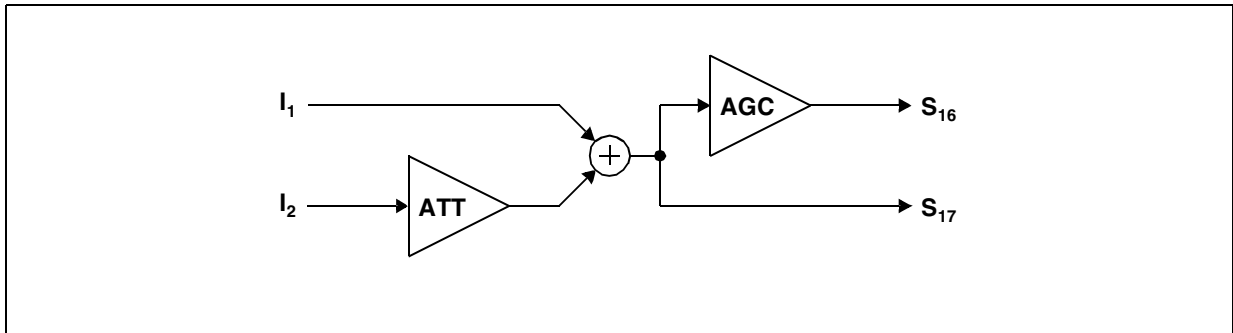 I₁
AGC
S₁₆
I₂
ATT
S₁₇